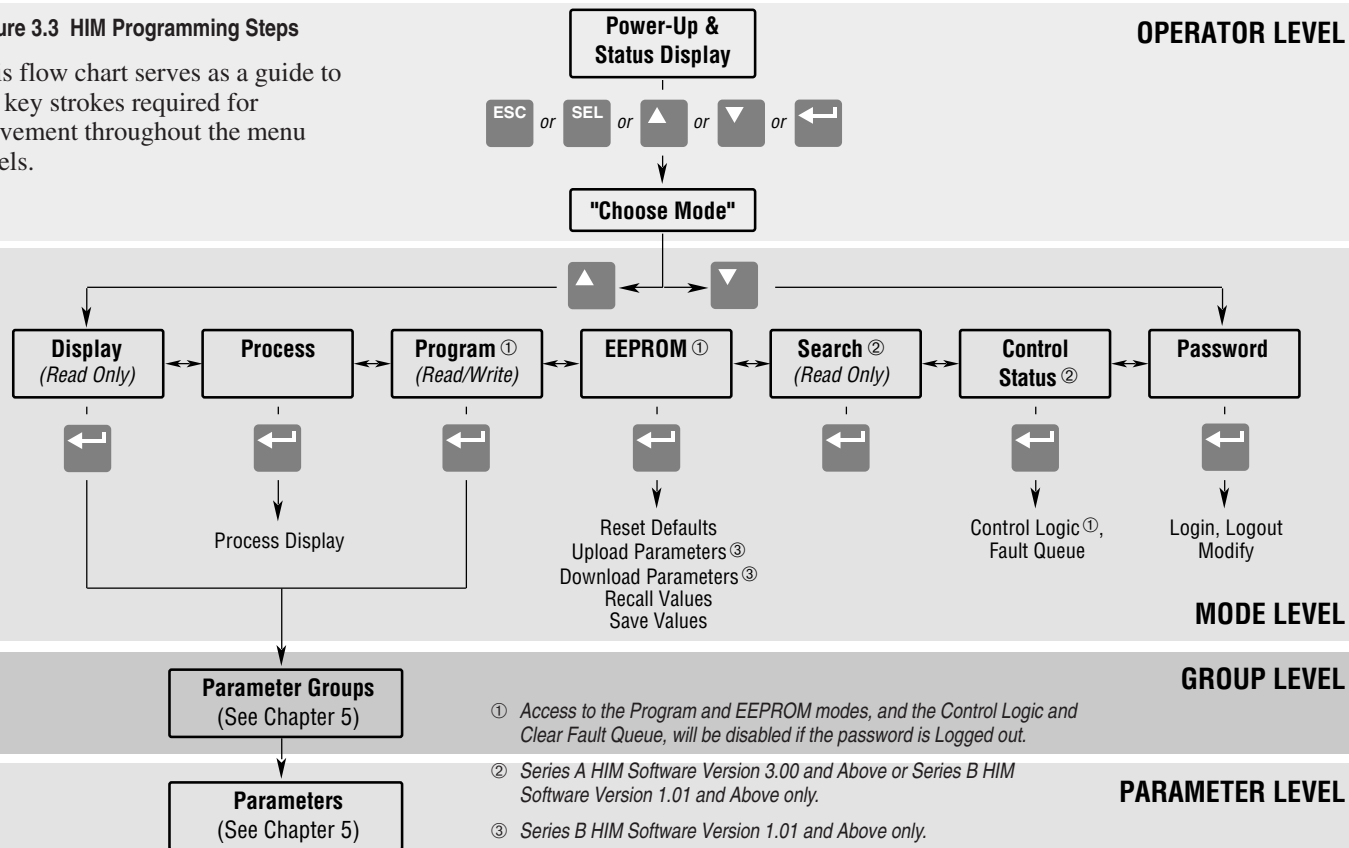 ure 3.3 HIM Programming Steps
is flow chart serves as a guide to
key strokes required for
vement throughout the menu
els.
Power-Up &
Status Display
OPERATOR LEVEL
ESC or SEL or or or
"Choose Mode"
Display
(Read Only)
Process
Program ①
(Read/Write)
EEPROM ①
Search ②
(Read Only)
Control
Status ②
Password
Process Display
Reset Defaults
Upload Parameters ③
Download Parameters ③
Recall Values
Save Values
Control Logic ①,
Fault Queue
Login, Logout
Modify
MODE LEVEL
GROUP LEVEL
Parameter Groups
(See Chapter 5)
① Access to the Program and EEPROM modes, and the Control Logic and
Clear Fault Queue, will be disabled if the password is Logged out.
② Series A HIM Software Version 3.00 and Above or Series B HIM
Software Version 1.01 and Above only.
PARAMETER LEVEL
Parameters
(See Chapter 5)
③ Series B HIM Software Version 1.01 and Above only.